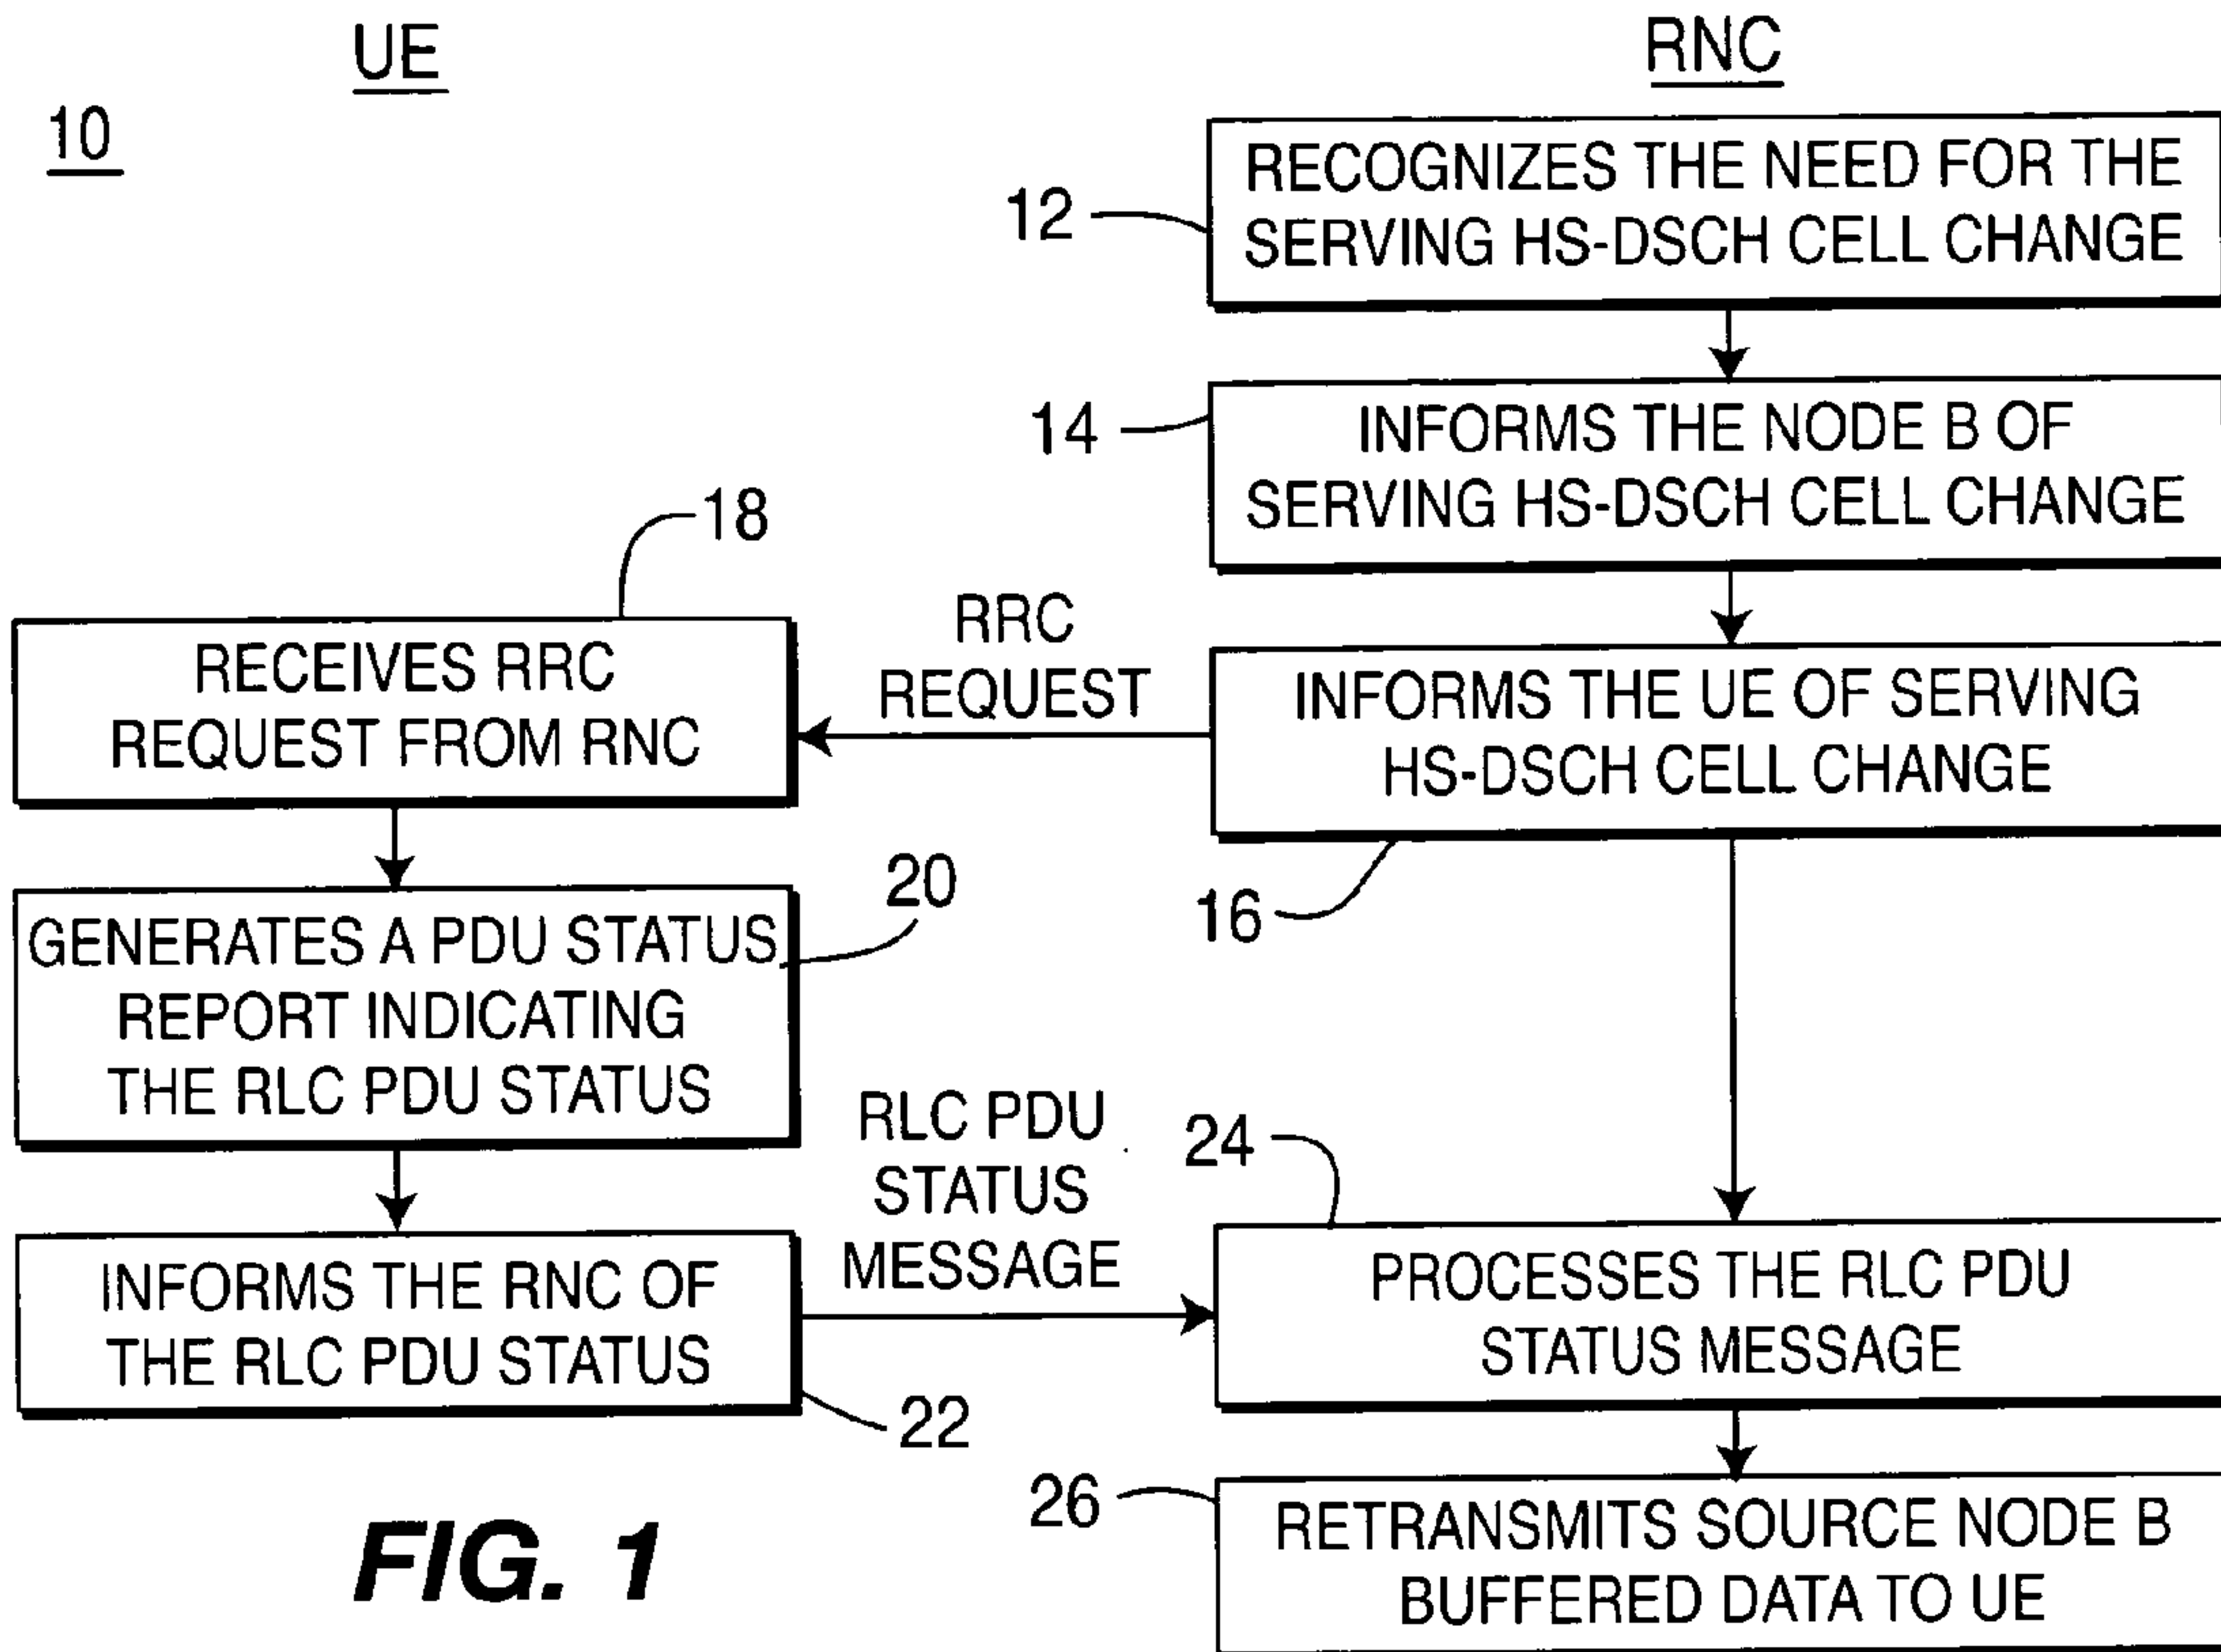 UE
RNC
10
RECOGNIZES THE NEED FOR THE
SERVING HS-DSCH CELL CHANGE
12
INFORMS THE NODE B OF
SERVING HS-DSCH CELL CHANGE
14
18
RECEIVES RRC
REQUEST FROM RNC
RRC
REQUEST
INFORMS THE UE OF SERVING
HS-DSCH CELL CHANGE
16
20
GENERATES A PDU STATUS
REPORT INDICATING
THE RLC PDU STATUS
RLC PDU
STATUS
MESSAGE
24
INFORMS THE RNC OF
THE RLC PDU STATUS
22
PROCESSES THE RLC PDU
STATUS MESSAGE
26
RETRANSMITS SOURCE NODE B
BUFFERED DATA TO UE
FIG. 1